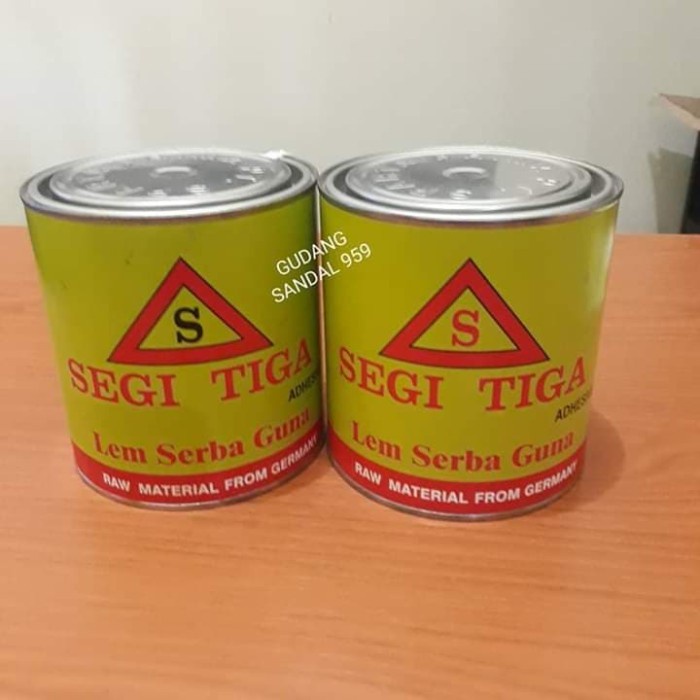 S
SEGI TIGA
Lem Serba Guna
RAW MATERIAL FROM GERMANY
GUDANG
SANDAL 959
S
SEGI TIGA
Lem Serba Guna
RAW MATERIAL FROM GERMANY